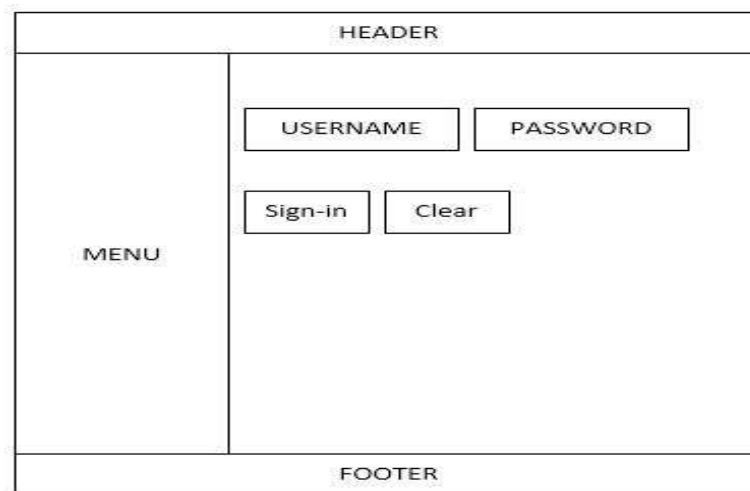 HEADER
USERNAME PASSWORD
Sign-in Clear
MENU
FOOTER